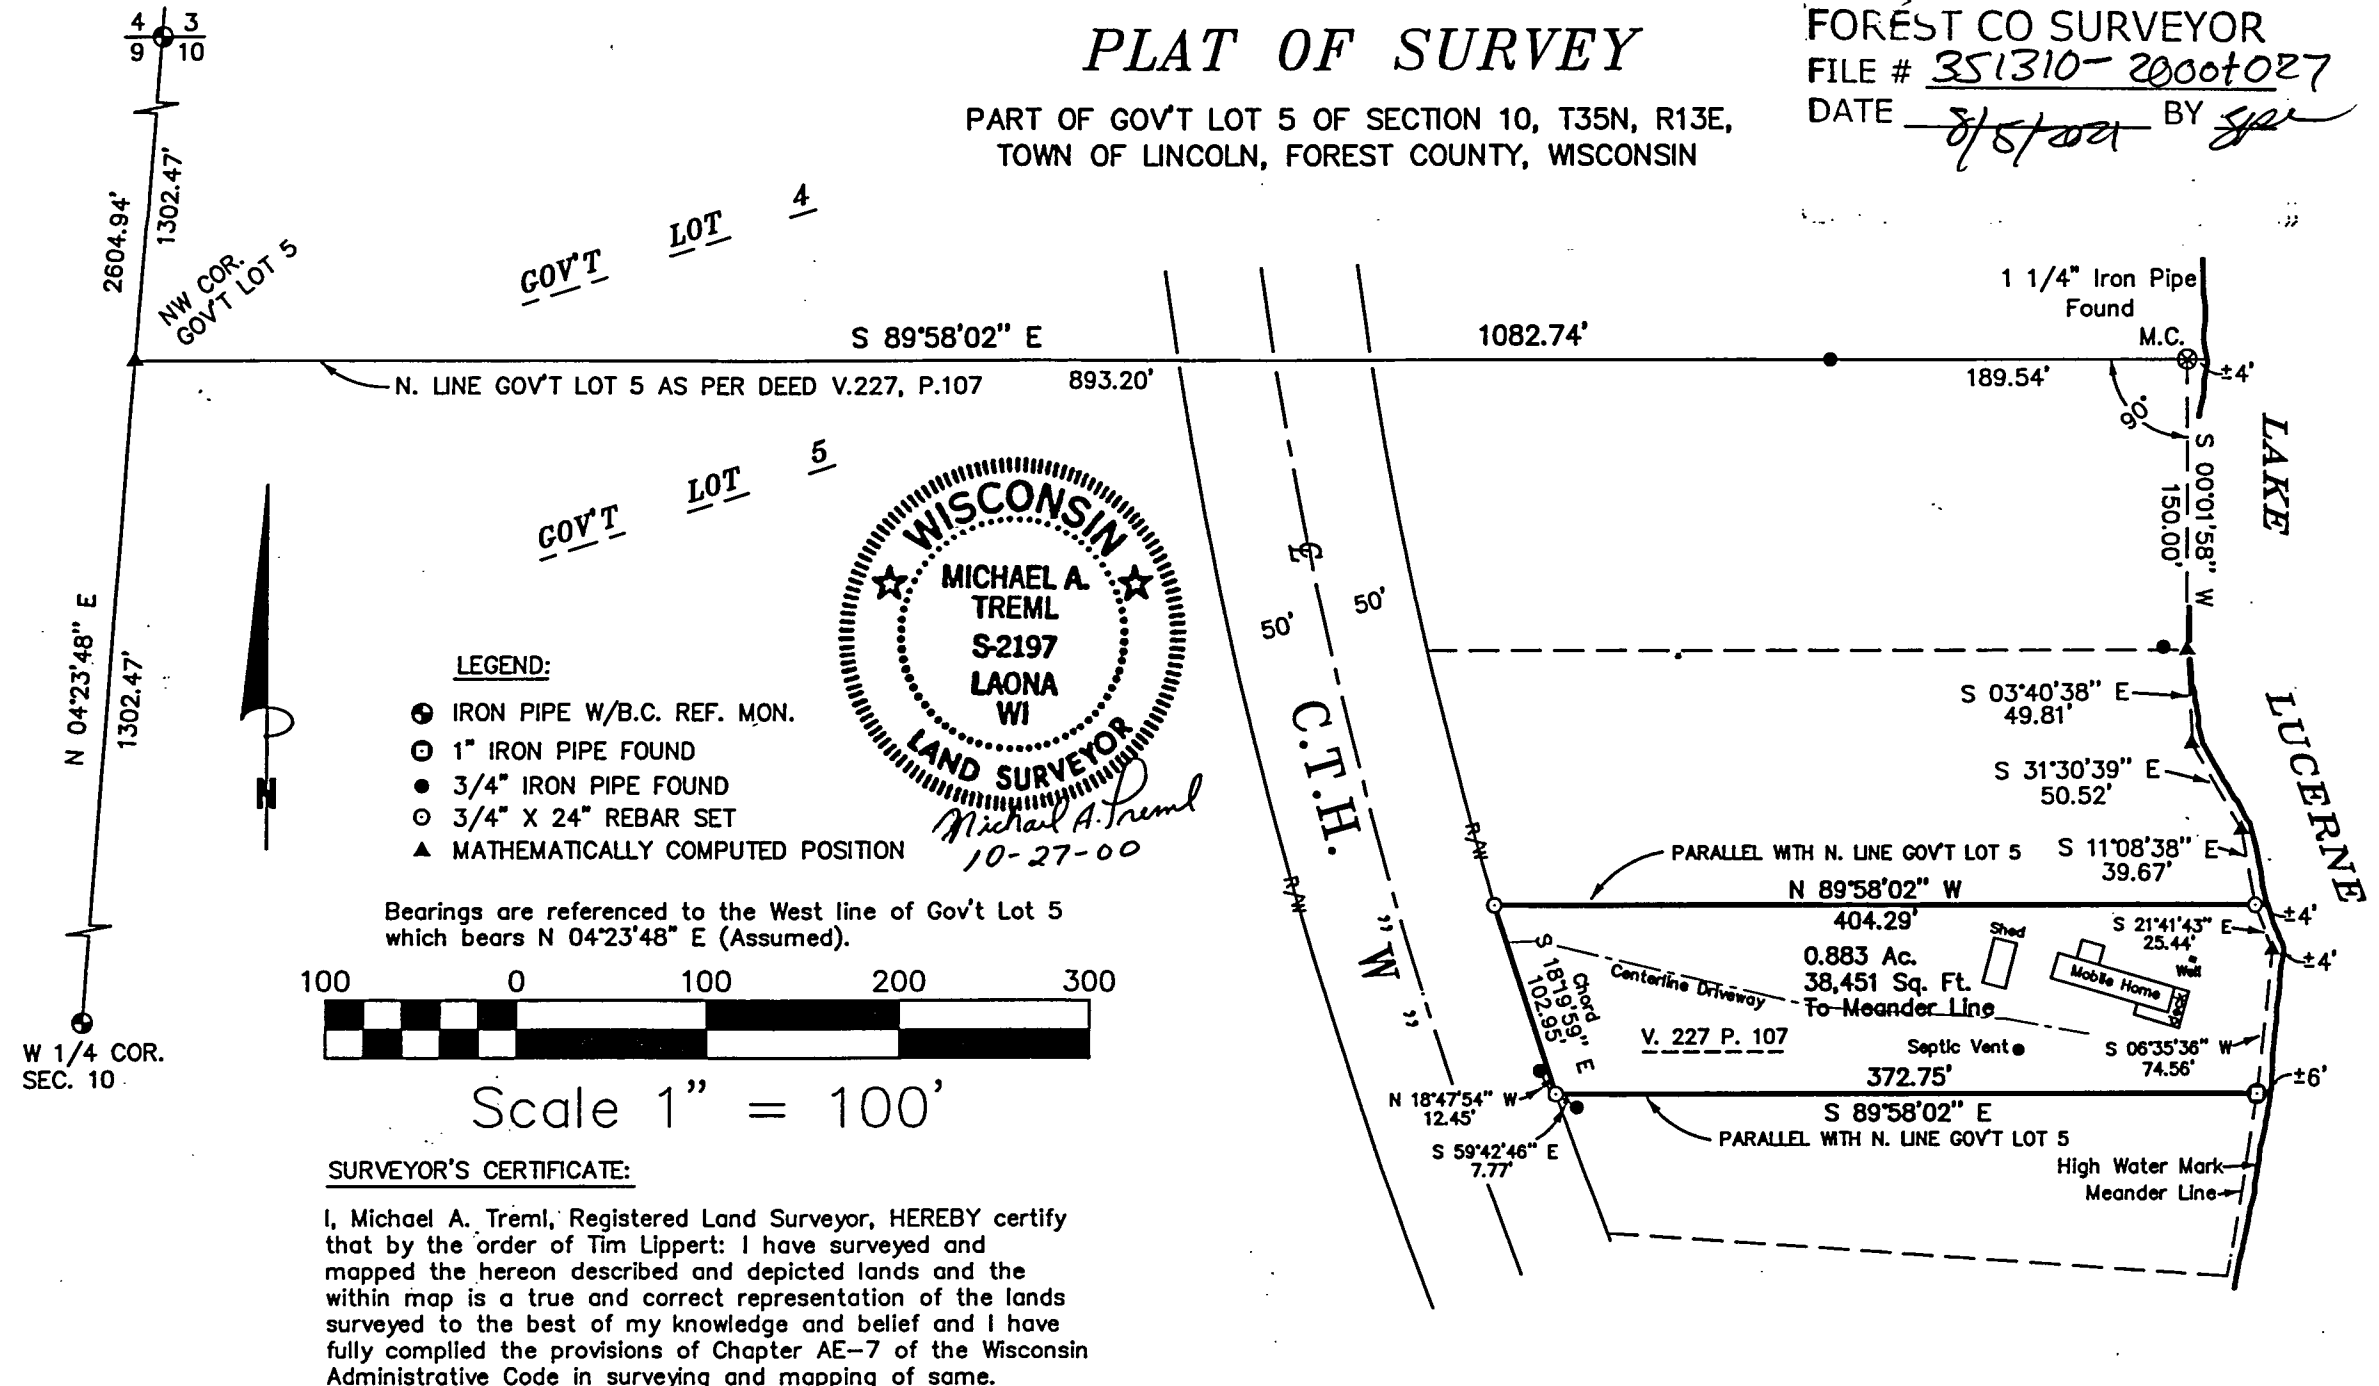 PLAT OF SURVEY
PART OF GOV'T LOT 5 OF SECTION 10, T35N, R13E,
TOWN OF LINCOLN, FOREST COUNTY, WISCONSIN
FOREST CO SURVEYOR
FILE # 351310-2000t027
DATE 8/5/2021 BY
4 3
9 10
2604.94'
1302.47'
NW COR.
GOV'T LOT 5
GOV'T LOT 4
S 89°58'02" E 1082.74'
N. LINE GOV'T LOT 5 AS PER DEED V.227, P.107
893.20'
189.54'
1 1/4" Iron Pipe
Found
M.C.
±4'
90°
S 00°01'58" W
150.00'
LAKE
LUCERNE
GOV'T LOT 5
WISCONSIN
MICHAEL A.
TREML
S-2197
LAONA
WI
LAND SURVEYOR
Michael A. Treml
10-27-00
N 04°23'48" E
1302.47'
N
LEGEND:
IRON PIPE W/B.C. REF. MON.
1" IRON PIPE FOUND
3/4" IRON PIPE FOUND
3/4" X 24" REBAR SET
MATHEMATICALLY COMPUTED POSITION
Bearings are referenced to the West line of Gov't Lot 5
which bears N 04°23'48" E (Assumed).
100 0 100 200 300
Scale 1" = 100'
W 1/4 COR.
SEC. 10
℄
50'
50'
C.T.H. "W"
R/W
R/W
S 03°40'38" E
49.81'
S 31°30'39" E
50.52'
S 11°08'38" E
39.67'
PARALLEL WITH N. LINE GOV'T LOT 5
N 89°58'02" W
404.29'
±4'
S 21°41'43" E
25.44'
±4'
Shed
Well
Mobile Home
deck
0.883 Ac.
38,451 Sq. Ft.
To Meander Line
Centerline Driveway
Chord
S 18°19'59" E
102.95'
V. 227 P. 107
Septic Vent
S 06°35'36" W
74.56'
±6'
372.75'
S 89°58'02" E
PARALLEL WITH N. LINE GOV'T LOT 5
N 18°47'54" W
12.45'
S 59°42'46" E
7.77'
High Water Mark
Meander Line
SURVEYOR'S CERTIFICATE:
I, Michael A. Treml, Registered Land Surveyor, HEREBY certify
that by the order of Tim Lippert: I have surveyed and
mapped the hereon described and depicted lands and the
within map is a true and correct representation of the lands
surveyed to the best of my knowledge and belief and I have
fully complied the provisions of Chapter AE-7 of the Wisconsin
Administrative Code in surveying and mapping of same.